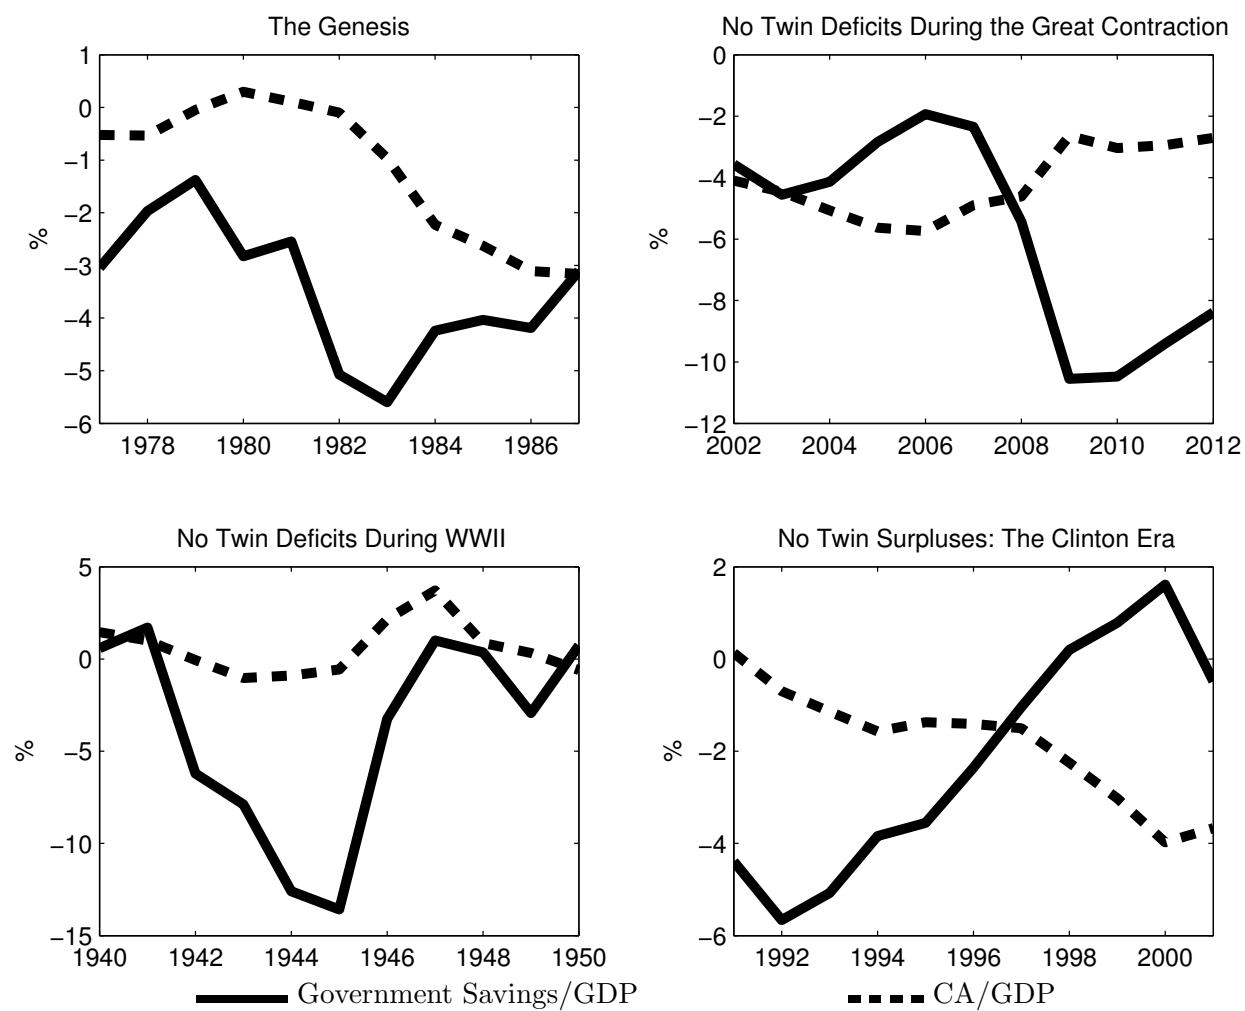 The Genesis
1
0
−1
−2
−3
−4
−5
−6
%
1978 1980 1982 1984 1986
No Twin Deficits During the Great Contraction
0
−2
−4
−6
−8
−10
−12
%
2002 2004 2006 2008 2010 2012
No Twin Deficits During WWII
5
0
−5
−10
−15
%
1940 1942 1944 1946 1948 1950
No Twin Surpluses: The Clinton Era
2
0
−2
−4
−6
%
1992 1994 1996 1998 2000
Government Savings/GDP
CA/GDP